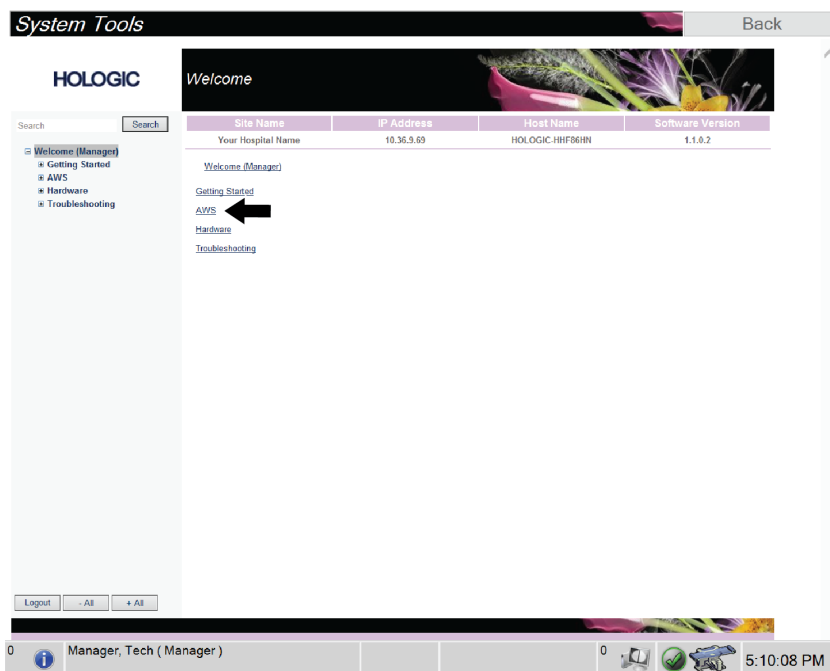 System Tools
Back
HOLOGIC
Welcome
Search
Search
Site Name IP Address Host Name Software Version
Your Hospital Name 10.36.9.69 HOLOGIC-HHF86HN 1.1.0.2
Welcome (Manager)
Getting Started
AWS
Hardware
Troubleshooting
Welcome (Manager)
Getting Started
AWS
Hardware
Troubleshooting
Logout - All + All
0 Manager, Tech ( Manager ) 0 5:10:08 PM